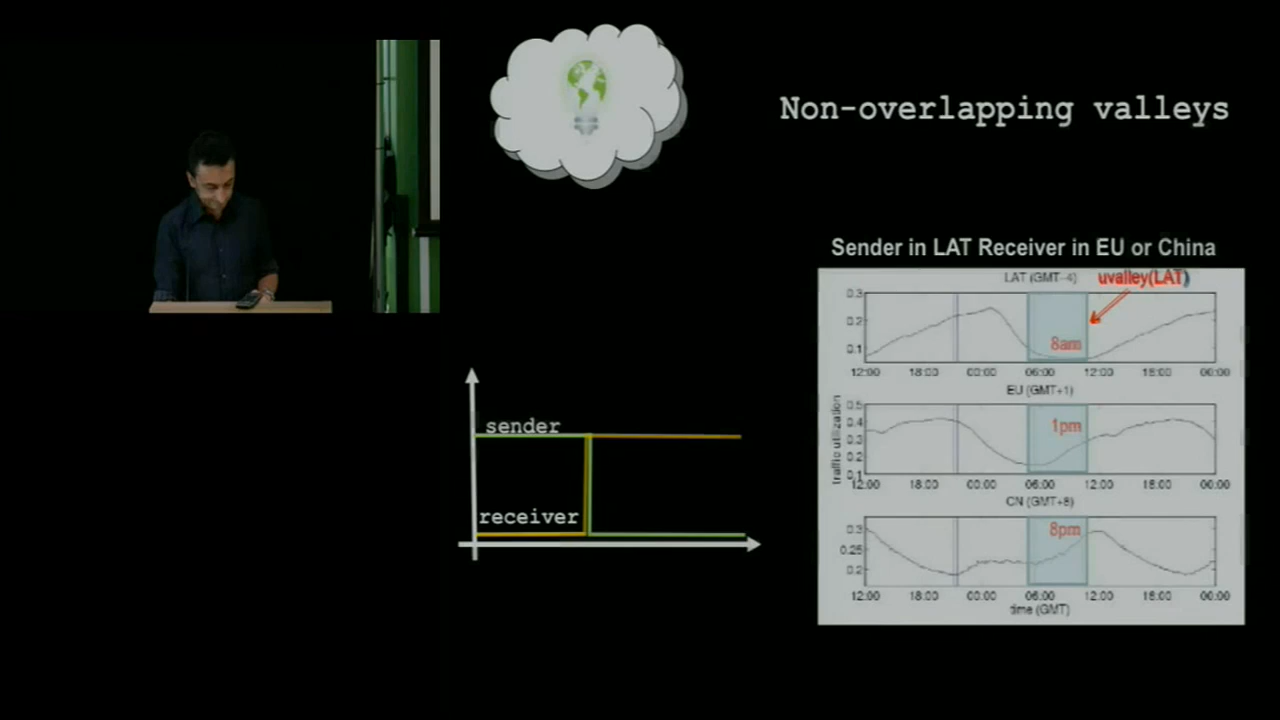 Non-overlapping valleys
Sender in LAT Receiver in EU or China
LAT (GMT-4)
uvalley(LAT)
0.3
0.2
0.1
8am
12:00 18:00 00:00 06:00 12:00 18:00 00:00
EU (GMT+1)
0.5
0.4
0.3
0.2
0.1
1pm
traffic utilization
12:00 18:00 00:00 06:00 12:00 18:00 00:00
CN (GMT+8)
0.3
0.25
0.2
8pm
12:00 18:00 00:00 06:00 12:00 18:00 00:00
time (GMT)
sender
receiver